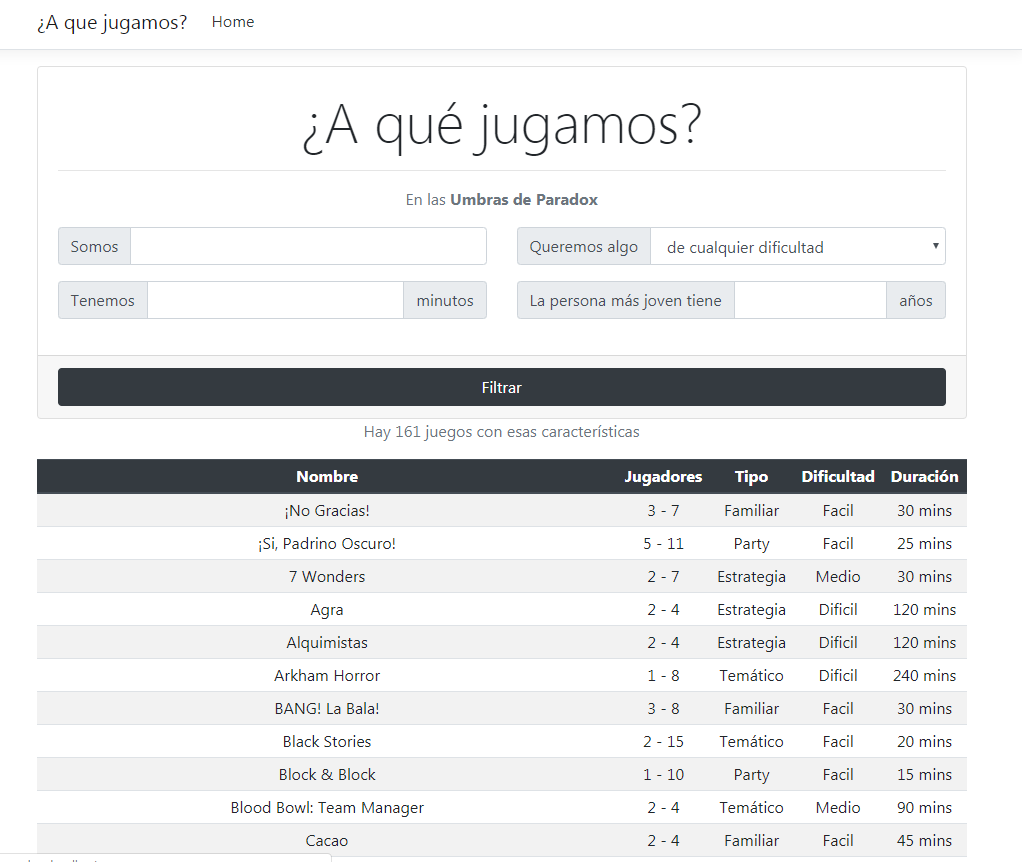 ¿A que jugamos? Home
¿A qué jugamos?
En las Umbras de Paradox
Somos
Queremos algo de cualquier dificultad
Tenemos minutos
La persona más joven tiene años
Filtrar
Hay 161 juegos con esas características
Nombre Jugadores Tipo Dificultad Duración
¡No Gracias! 3 - 7 Familiar Facil 30 mins
¡Si, Padrino Oscuro! 5 - 11 Party Facil 25 mins
7 Wonders 2 - 7 Estrategia Medio 30 mins
Agra 2 - 4 Estrategia Dificil 120 mins
Alquimistas 2 - 4 Estrategia Dificil 120 mins
Arkham Horror 1 - 8 Temático Dificil 240 mins
BANG! La Bala! 3 - 8 Familiar Facil 30 mins
Black Stories 2 - 15 Temático Facil 20 mins
Block & Block 1 - 10 Party Facil 15 mins
Blood Bowl: Team Manager 2 - 4 Temático Medio 90 mins
Cacao 2 - 4 Familiar Facil 45 mins